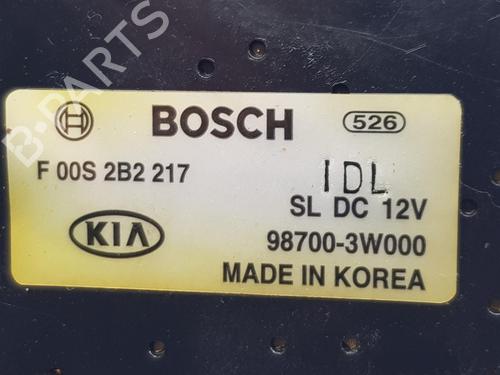 B-PARTS
BOSCH 526
F 00S 2B2 217
IDL
SL DC 12V
KIA 98700-3W000
MADE IN KOREA